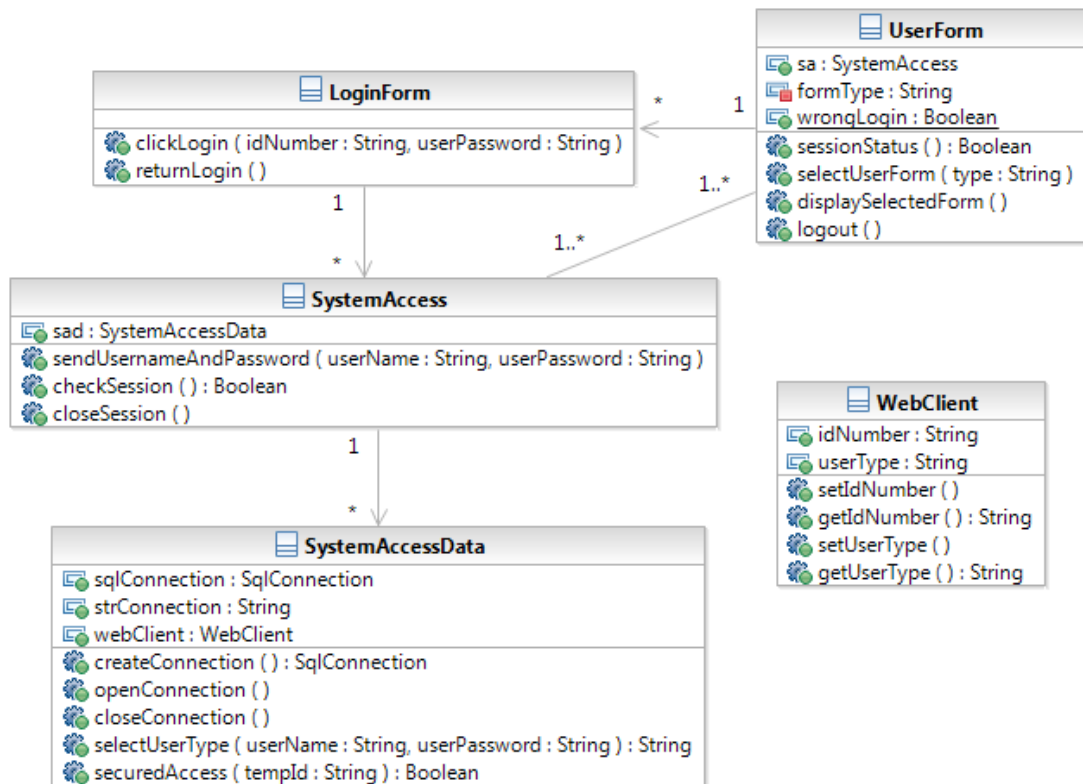 UserForm
sa : SystemAccess
formType : String
wrongLogin : Boolean
sessionStatus ( ) : Boolean
selectUserForm ( type : String )
displaySelectedForm ( )
logout ( )
LoginForm
clickLogin ( idNumber : String, userPassword : String )
returnLogin ( )
*
1
1..*
1..*
1
*
SystemAccess
sad : SystemAccessData
sendUsernameAndPassword ( userName : String, userPassword : String )
checkSession ( ) : Boolean
closeSession ( )
1
*
WebClient
idNumber : String
userType : String
setIdNumber ( )
getIdNumber ( ) : String
setUserType ( )
getUserType ( ) : String
SystemAccessData
sqlConnection : SqlConnection
strConnection : String
webClient : WebClient
createConnection ( ) : SqlConnection
openConnection ( )
closeConnection ( )
selectUserType ( userName : String, userPassword : String ) : String
securedAccess ( tempId : String ) : Boolean